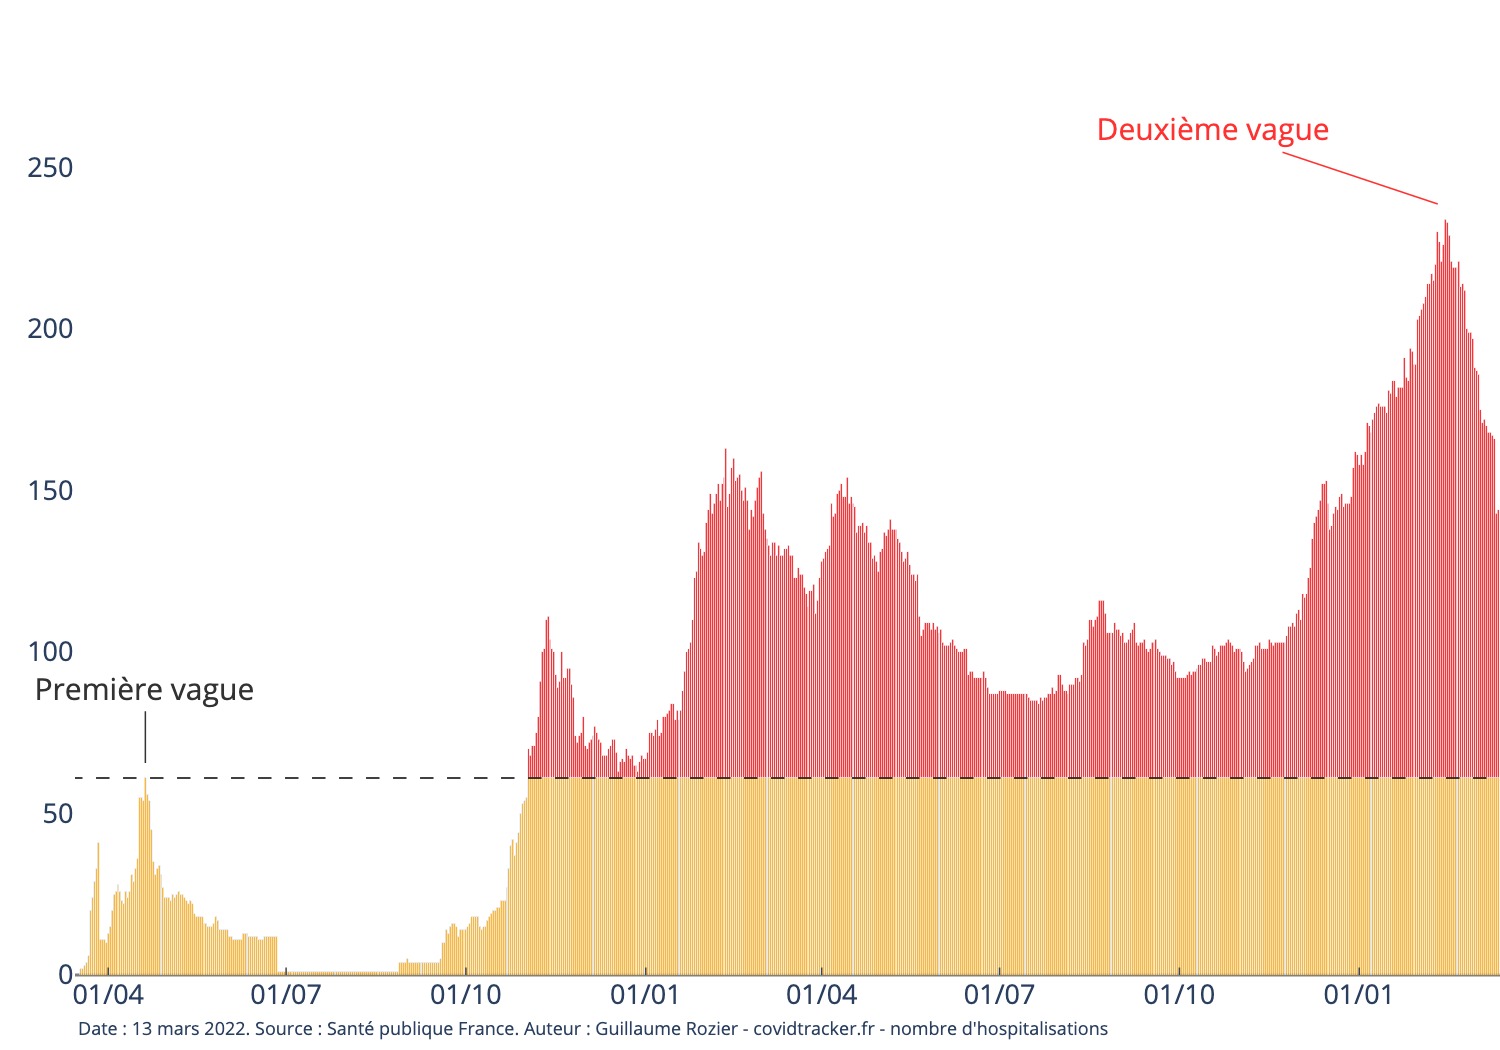 Deuxième vague
250
200
150
100
Première vague
50
0
01/04 01/07 01/10 01/01 01/04 01/07 01/10 01/01
Date : 13 mars 2022. Source : Santé publique France. Auteur : Guillaume Rozier - covidtracker.fr - nombre d'hospitalisations